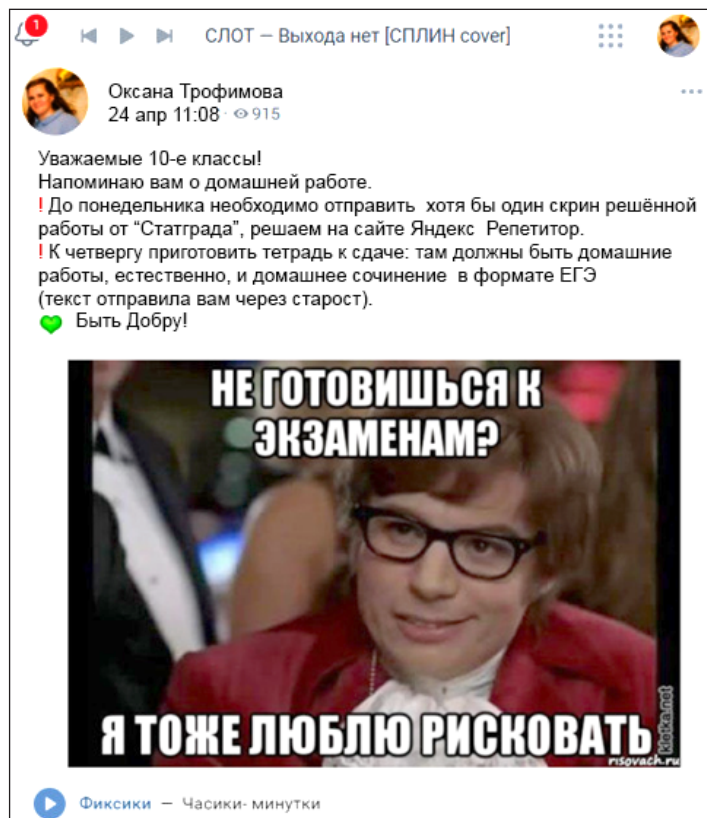 1
СЛОТ – Выхода нет [СПЛИН cover]
Оксана Трофимова
24 апр 11:08 · 915
Уважаемые 10-е классы!
Напоминаю вам о домашней работе.
! До понедельника необходимо отправить хотя бы один скрин решённой
работы от “Статграда”, решаем на сайте Яндекс Репетитор.
! К четвергу приготовить тетрадь к сдаче: там должны быть домашние
работы, естественно, и домашнее сочинение в формате ЕГЭ
(текст отправила вам через старост).
Быть Добру!
НЕ ГОТОВИШЬСЯ К
ЭКЗАМЕНАМ?
Я ТОЖЕ ЛЮБЛЮ РИСКОВАТЬ
kletka.net
risovach.ru
Фиксики – Часики- минутки